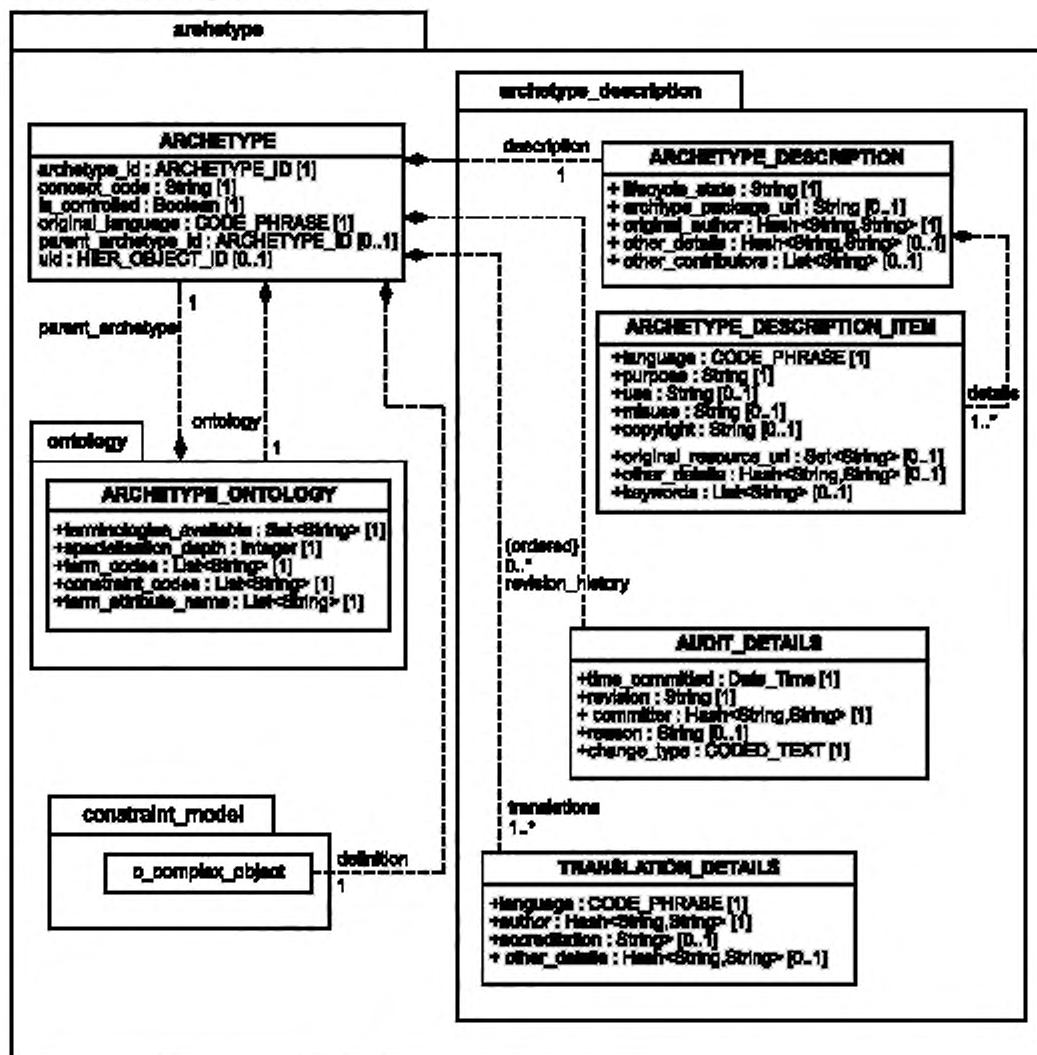 archetype
archetype_description
ARCHETYPE
archetype_id : ARCHETYPE_ID [1]
concept_code : String [1]
is_controlled : Boolean [1]
original_language : CODE_PHRASE [1]
parent_archetype_id : ARCHETYPE_ID [0..1]
uid : HIER_OBJECT_ID [0..1]
description
1
ARCHETYPE_DESCRIPTION
+ lifecycle_state : String [1]
+ archtype_package_uri : String [0..1]
+ original_author : Hash<String,String> [1]
+ other_details : Hash<String,String> [0..1]
+ other_contributors : List<String> [0..1]
1
parent_archetype
ARCHETYPE_DESCRIPTION_ITEM
+language : CODE_PHRASE [1]
+purpose : String [1]
+use : String [0..1]
+misuse : String [0..1]
+copyright : String [0..1]
+original_resource_uri : Set<String> [0..1]
+other_details : Hash<String,String> [0..1]
+keywords : List<String> [0..1]
details
1..*
ontology
1
ontology
ARCHETYPE_ONTOLOGY
+terminologies_available : Set<String> [1]
+specialisation_depth : Integer [1]
+term_codes : List<String> [1]
+constraint_codes : List<String> [1]
+term_attribute_name : List<String> [1]
{ordered}
0..*
revision_history
AUDIT_DETAILS
+time_committed : Date_Time [1]
+revision : String [1]
+ committer : Hash<String,String> [1]
+reason : String [0..1]
+change_type : CODED_TEXT [1]
constraint_model
c_complex_object
definition
1
translations
1..*
TRANSLATION_DETAILS
+language : CODE_PHRASE [1]
+author : Hash<String,String> [1]
+accreditation : String> [0..1]
+ other_details : Hash<String,String> [0..1]